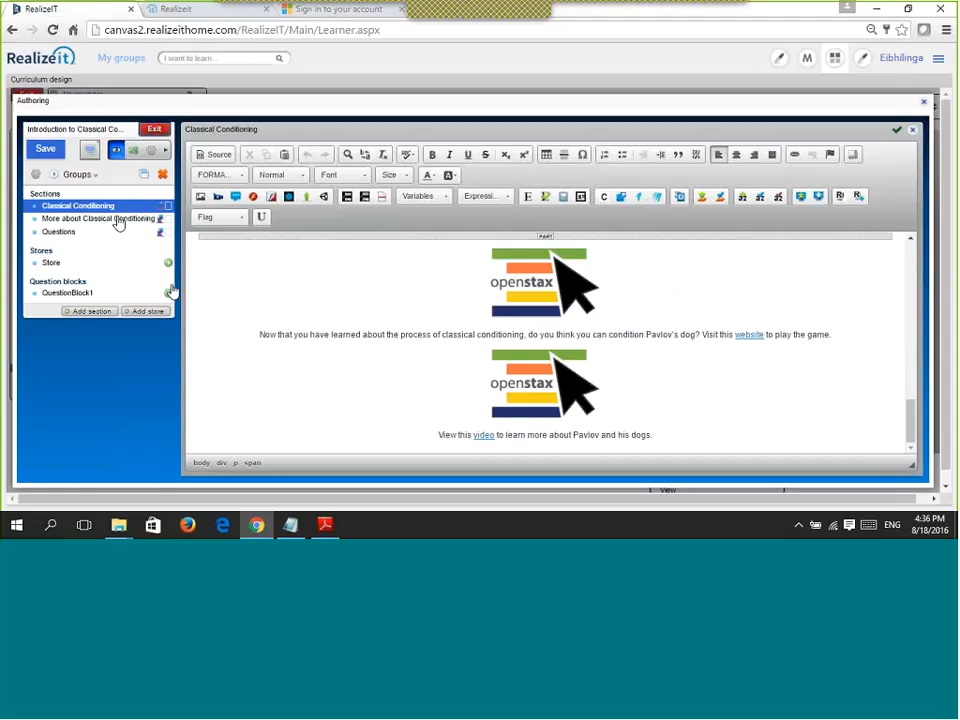 RealizeIT
Realizeit
Sign in to your account
canvas2.realizeithome.com/RealizeIT/Main/Learner.aspx
Realizeit
My groups
I want to learn...
M
Eibhilinga
Curriculum design
Authoring
Introduction to Classical Co...
Exit
Classical Conditioning
Save
Source
B I U S x₂ x²
Groups
FORMA...
Normal
Font
Size
A A
Sections
Classical Conditioning
Variables
Expressi...
More about Classical Conditioning
Flag
U
Questions
PART
Stores
Store
Question blocks
QuestionBlock1
Add section
Add store
openstax
Now that you have learned about the process of classical conditioning, do you think you can condition Pavlov's dog? Visit this website to play the game.
openstax
View this video to learn more about Pavlov and his dogs.
body div p span
View
ENG
4:36 PM
8/18/2016